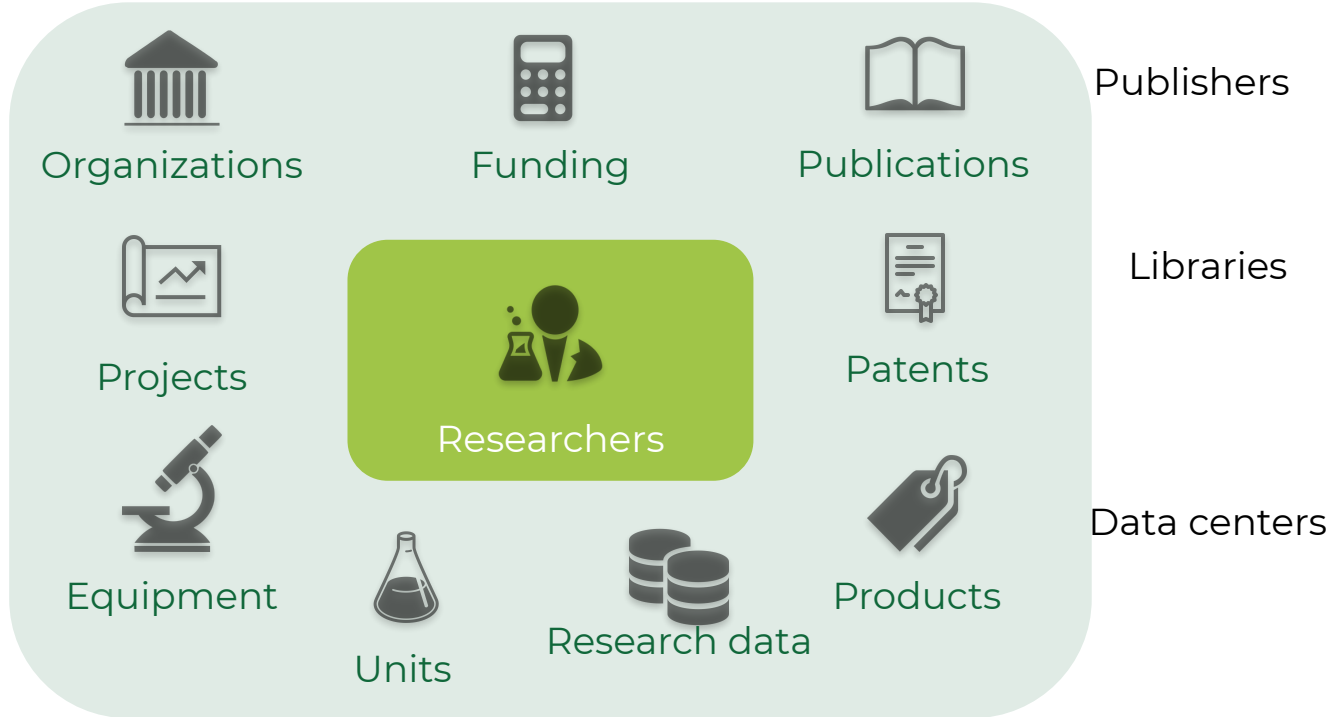 Publishers
Organizations
Funding
Publications
Libraries
Projects
Patents
Researchers
Data centers
Equipment
Products
Research data
Units